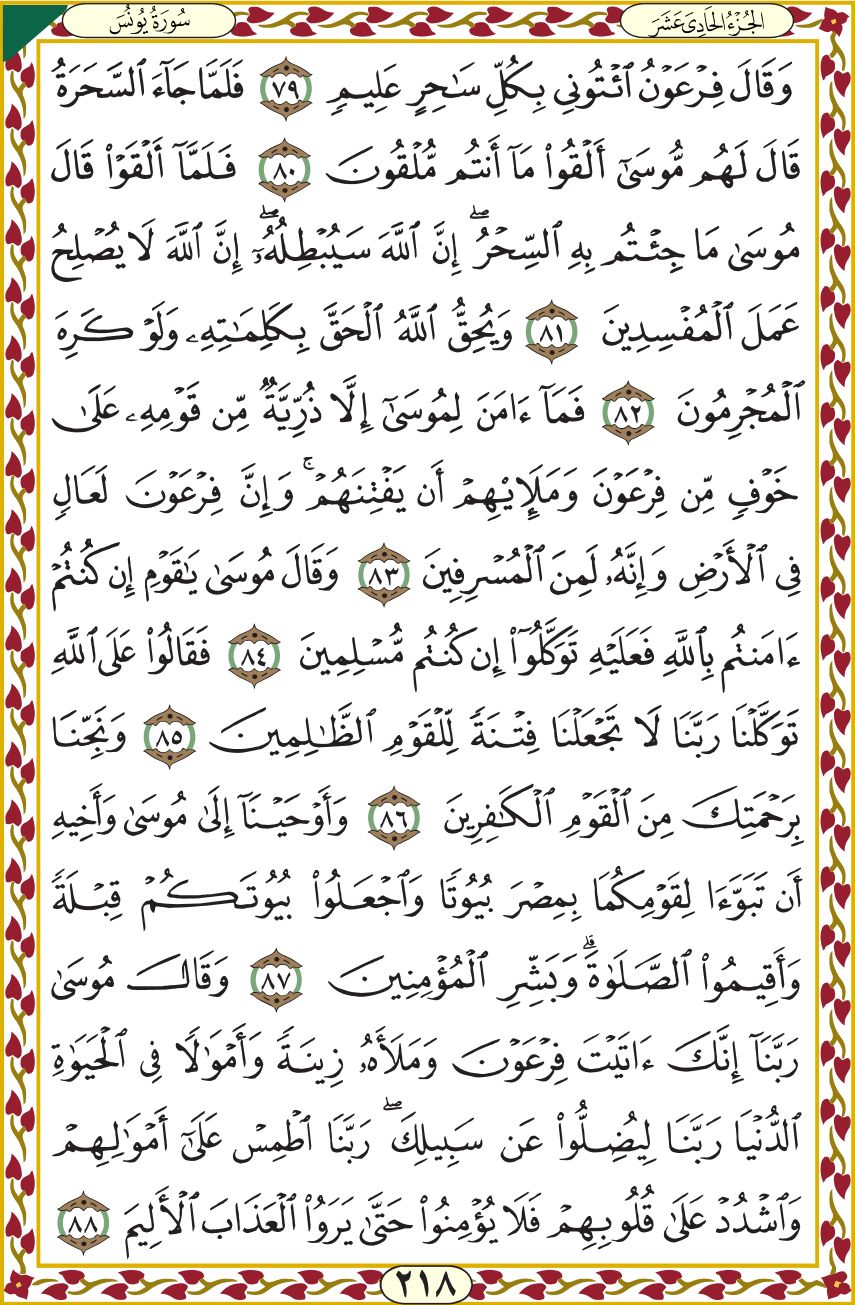 الجُزْءُ الحَادِيَ عَشَرَ
سُورَةُ يُونُسَ
وَقَالَ فِرْعَوْنُ ٱئْتُونِي بِكُلِّ سَٰحِرٍ عَلِيمٖ ٧٩ فَلَمَّا جَآءَ ٱلسَّحَرَةُ
قَالَ لَهُم مُّوسَىٰٓ أَلْقُوا۟ مَآ أَنتُم مُّلْقُونَ ٨٠ فَلَمَّآ أَلْقَوْا۟ قَالَ
مُوسَىٰ مَا جِئْتُم بِهِ ٱلسِّحْرُۖ إِنَّ ٱللَّهَ سَيُبْطِلُهُۥٓۖ إِنَّ ٱللَّهَ لَا يُصْلِحُ
عَمَلَ ٱلْمُفْسِدِينَ ٨١ وَيُحِقُّ ٱللَّهُ ٱلْحَقَّ بِكَلِمَٰتِهِۦ وَلَوْ كَرِهَ
ٱلْمُجْرِمُونَ ٨٢ فَمَآ ءَامَنَ لِمُوسَىٰٓ إِلَّا ذُرِّيَّةٌ مِّن قَوْمِهِۦ عَلَىٰ
خَوْفٍ مِّن فِرْعَوْنَ وَمَلَإِي۟هِمْ أَن يَفْتِنَهُمْۚ وَإِنَّ فِرْعَوْنَ لَعَالٍ
فِي ٱلْأَرْضِ وَإِنَّهُۥ لَمِنَ ٱلْمُسْرِفِينَ ٨٣ وَقَالَ مُوسَىٰ يَٰقَوْمِ إِن كُنتُمْ
ءَامَنتُم بِٱللَّهِ فَعَلَيْهِ تَوَكَّلُوٓا۟ إِن كُنتُم مُّسْلِمِينَ ٨٤ فَقَالُوا۟ عَلَى ٱللَّهِ
تَوَكَّلْنَا رَبَّنَا لَا تَجْعَلْنَا فِتْنَةً لِّلْقَوْمِ ٱلظَّٰلِمِينَ ٨٥ وَنَجِّنَا
بِرَحْمَتِكَ مِنَ ٱلْقَوْمِ ٱلْكَٰفِرِينَ ٨٦ وَأَوْحَيْنَآ إِلَىٰ مُوسَىٰ وَأَخِيهِ
أَن تَبَوَّءَا لِقَوْمِكُمَا بِمِصْرَ بُيُوتًا وَٱجْعَلُوا۟ بُيُوتَكُمْ قِبْلَةً
وَأَقِيمُوا۟ ٱلصَّلَوٰةَۗ وَبَشِّرِ ٱلْمُؤْمِنِينَ ٨٧ وَقَالَ مُوسَىٰ
رَبَّنَآ إِنَّكَ ءَاتَيْتَ فِرْعَوْنَ وَمَلَأَهُۥ زِينَةً وَأَمْوَٰلًا فِي ٱلْحَيَوٰةِ
ٱلدُّنْيَا رَبَّنَا لِيُضِلُّوا۟ عَن سَبِيلِكَۖ رَبَّنَا ٱطْمِسْ عَلَىٰٓ أَمْوَٰلِهِمْ
وَٱشْدُدْ عَلَىٰ قُلُوبِهِمْ فَلَا يُؤْمِنُوا۟ حَتَّىٰ يَرَوُا۟ ٱلْعَذَابَ ٱلْأَلِيمَ ٨٨
٢١٨